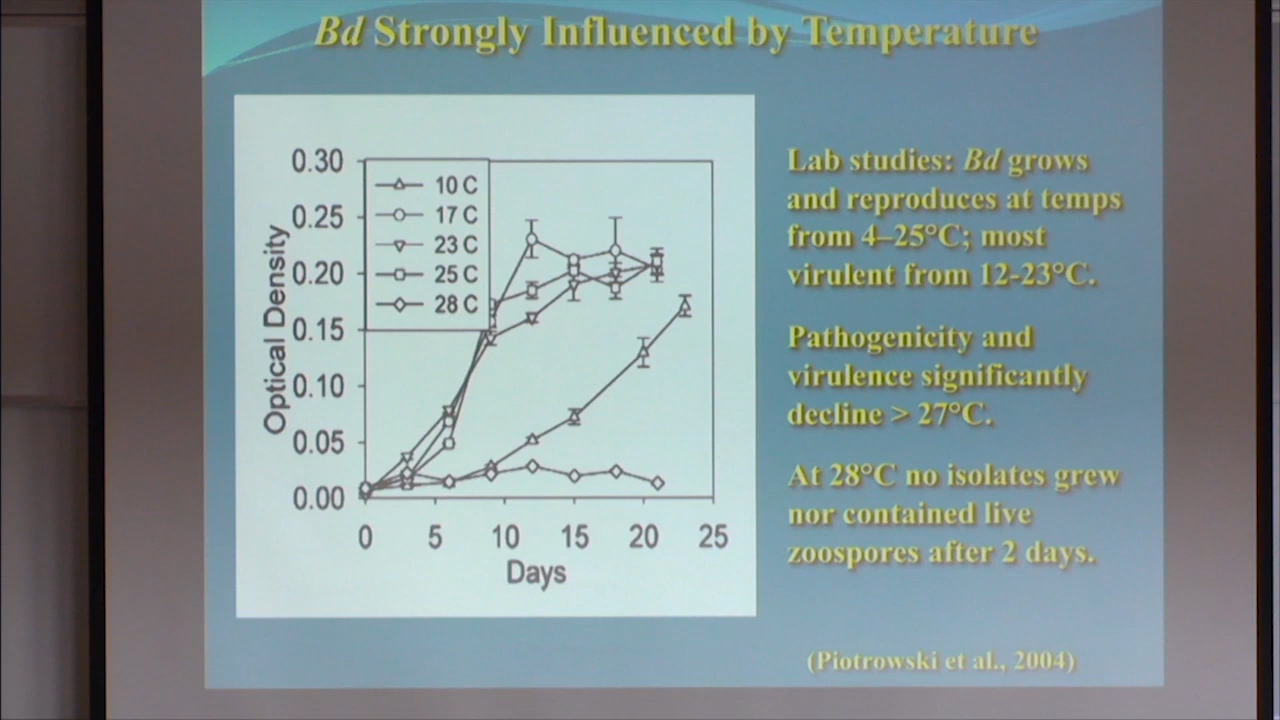 Bd Strongly Influenced by Temperature
0.30
0.25
0.20
0.15
0.10
0.05
0.00
Optical Density
10 C
17 C
23 C
25 C
28 C
0 5 10 15 20 25
Days
Lab studies: Bd grows
and reproduces at temps
from 4–25°C; most
virulent from 12-23°C.
Pathogenicity and
virulence significantly
decline > 27°C.
At 28°C no isolates grew
nor contained live
zoospores after 2 days.
(Piotrowski et al., 2004)